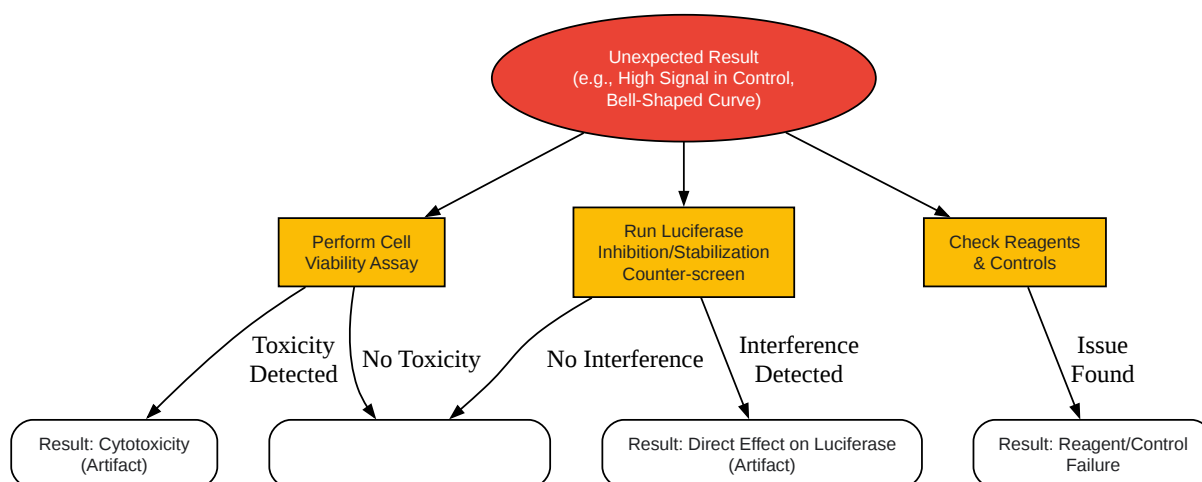 Unexpected Result
(e.g., High Signal in Control,
Bell-Shaped Curve)
Perform Cell
Viability Assay
Run Luciferase
Inhibition/Stabilization
Counter-screen
Check Reagents
& Controls
Toxicity
Detected
No Toxicity
No Interference
Interference
Detected
Issue
Found
Result: Cytotoxicity
(Artifact)
Result: Direct Effect on Luciferase
(Artifact)
Result: Reagent/Control
Failure